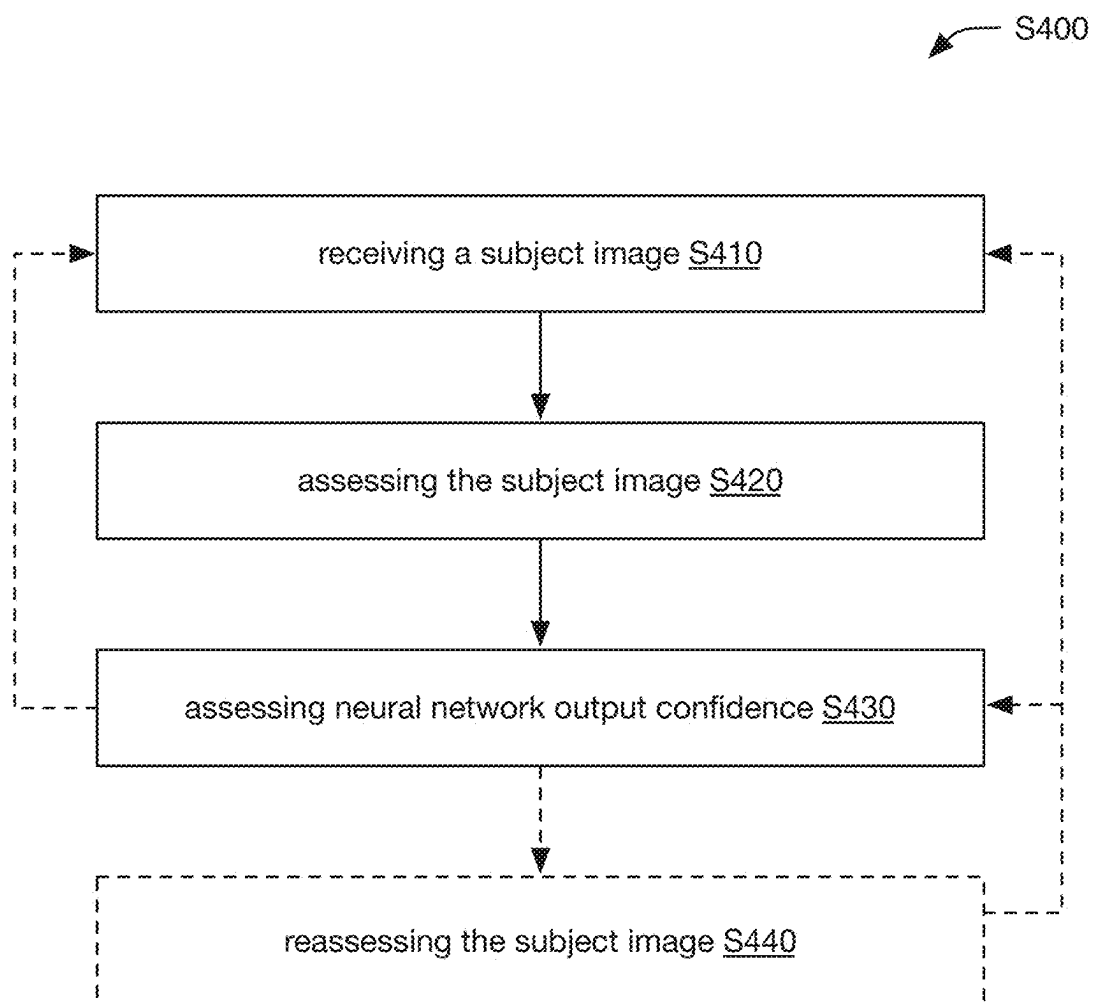 S400
receiving a subject image S410
assessing the subject image S420
assessing neural network output confidence S430
reassessing the subject image S440